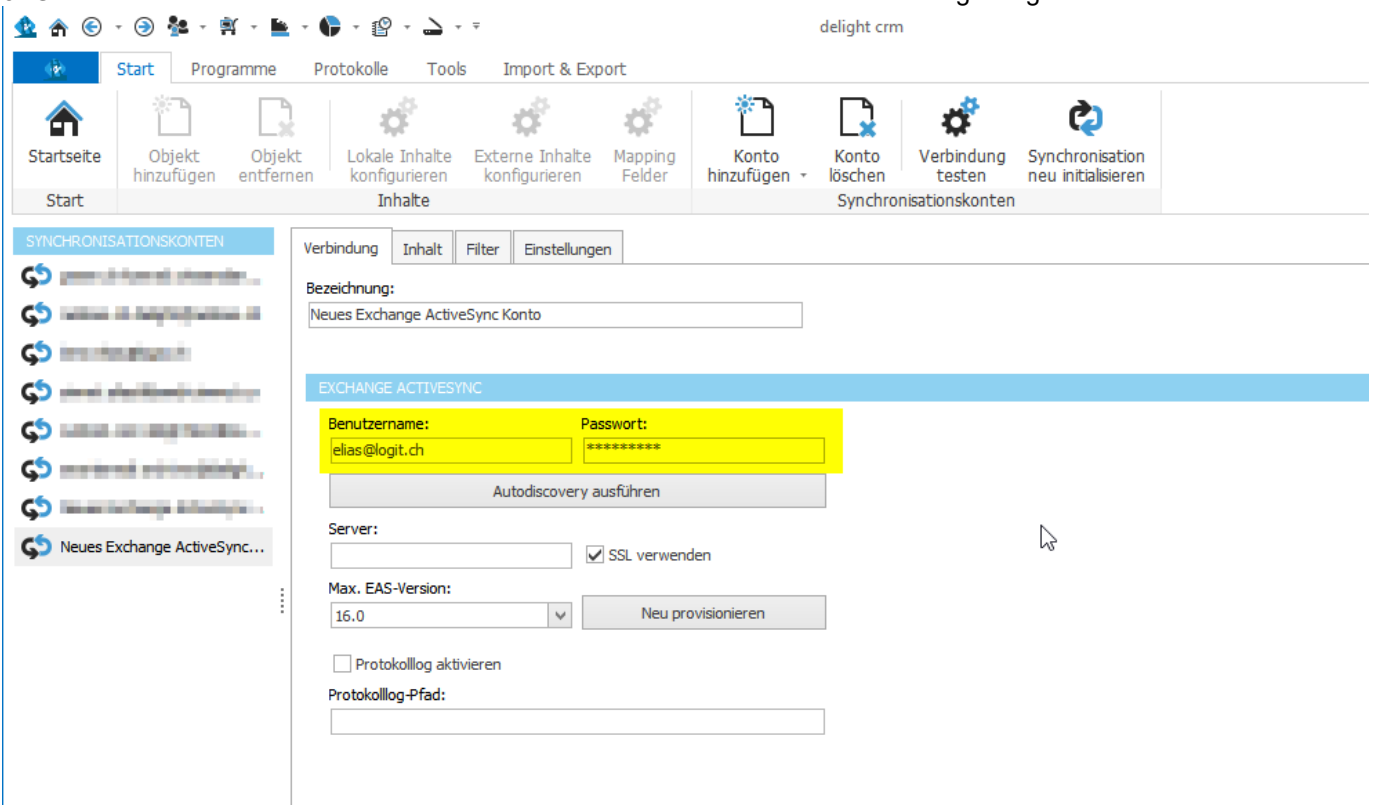 delight crm
Start Programme Protokolle Tools Import & Export
Startseite
Objekt hinzufügen
Objekt entfernen
Lokale Inhalte konfigurieren
Externe Inhalte konfigurieren
Mapping Felder
Konto hinzufügen
Konto löschen
Verbindung testen
Synchronisation neu initialisieren
Start Inhalte Synchronisationskonten
SYNCHRONISATIONSKONTEN
Neues Exchange ActiveSync...
Verbindung Inhalt Filter Einstellungen
Bezeichnung:
Neues Exchange ActiveSync Konto
EXCHANGE ACTIVESYNC
Benutzername: Passwort:
elias@logit.ch *********
Autodiscovery ausführen
Server:
SSL verwenden
Max. EAS-Version:
16.0 Neu provisionieren
Protokolllog aktivieren
Protokolllog-Pfad: